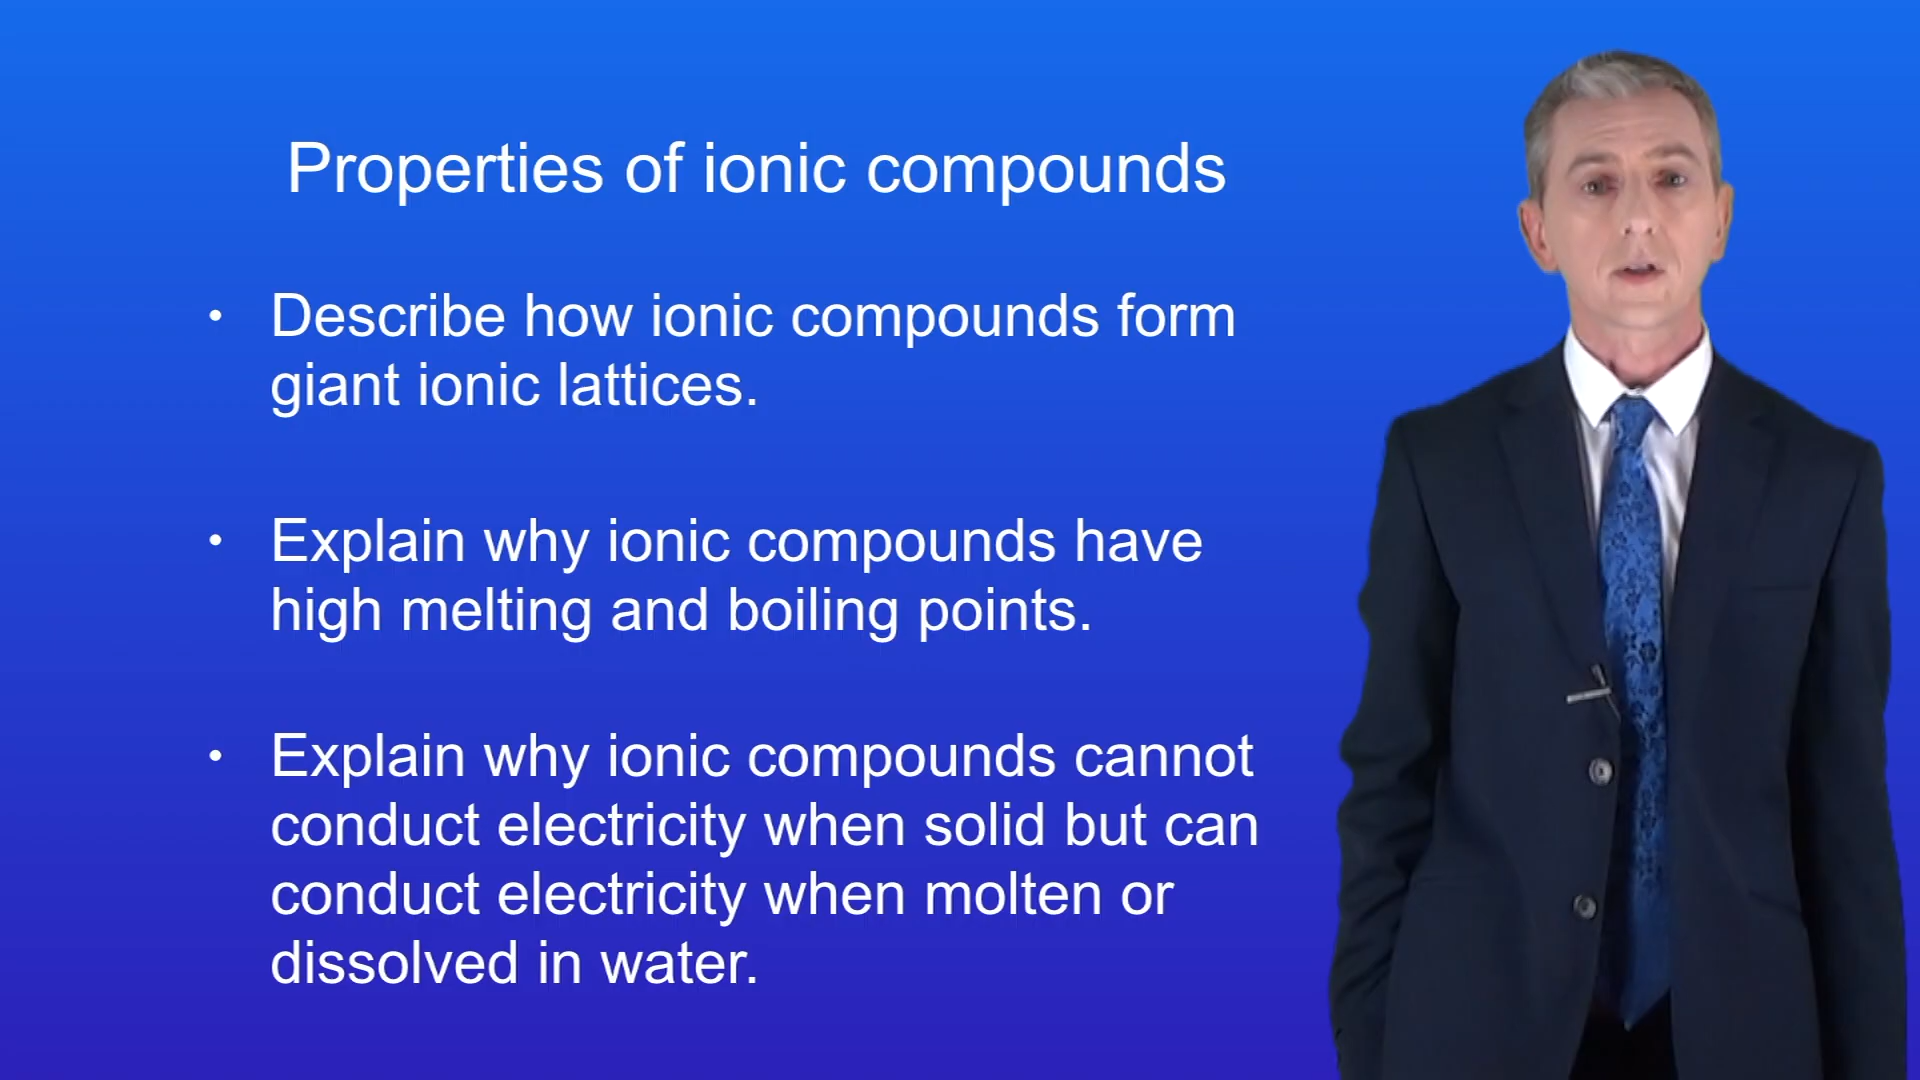 Properties of ionic compounds
• Describe how ionic compounds form
giant ionic lattices.
• Explain why ionic compounds have
high melting and boiling points.
• Explain why ionic compounds cannot
conduct electricity when solid but can
conduct electricity when molten or
dissolved in water.